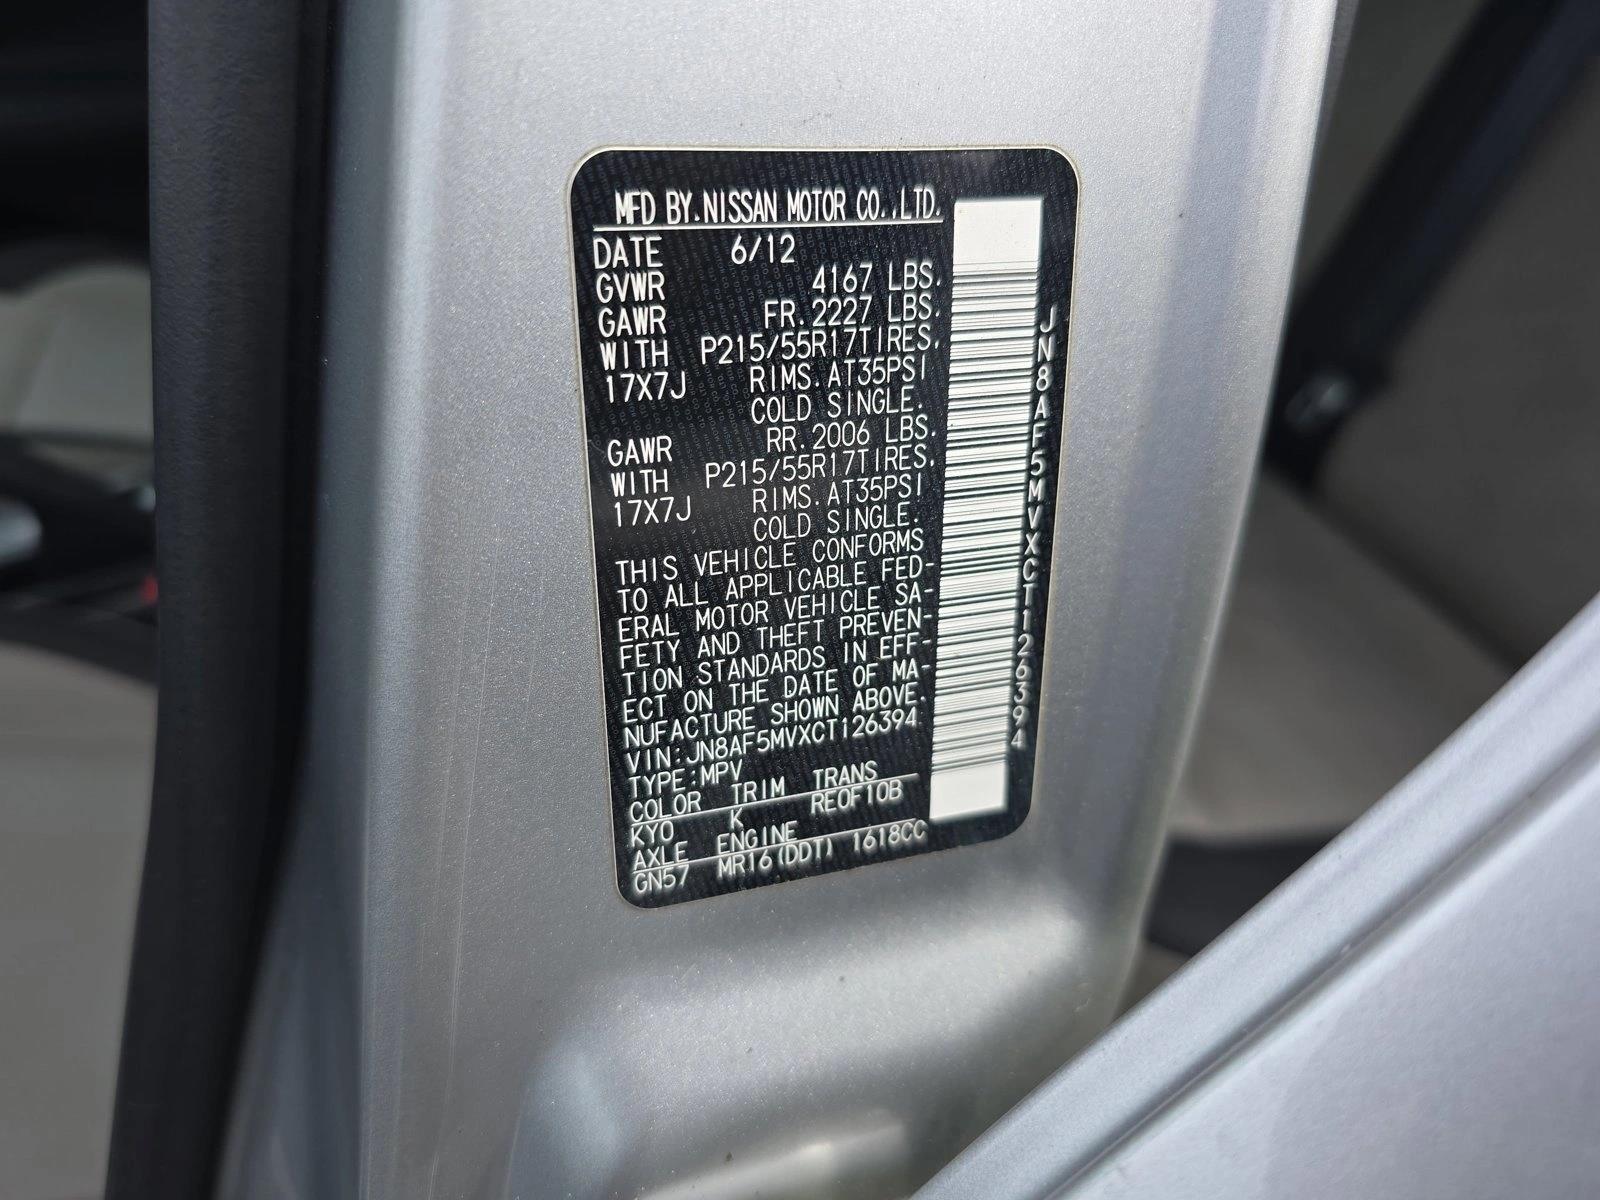 MFD BY.NISSAN MOTOR CO.,LTD.
DATE 6/12
GVWR 4167 LBS.
GAWR FR.2227 LBS.
WITH P215/55R17TIRES.
17X7J RIMS.AT35PSI
COLD SINGLE.
GAWR RR.2006 LBS.
WITH P215/55R17TIRES.
17X7J RIMS.AT35PSI
COLD SINGLE.
THIS VEHICLE CONFORMS
TO ALL APPLICABLE FED-
ERAL MOTOR VEHICLE SA-
FETY AND THEFT PREVEN-
TION STANDARDS IN EFF-
ECT ON THE DATE OF MA-
NUFACTURE SHOWN ABOVE.
VIN:JN8AF5MVXCT126394
TYPE:MPV
COLOR TRIM TRANS
KYO K REOF10B
AXLE ENGINE
GN57 MR16(DDT) 1618CC
JN8AF5MVXCT126394